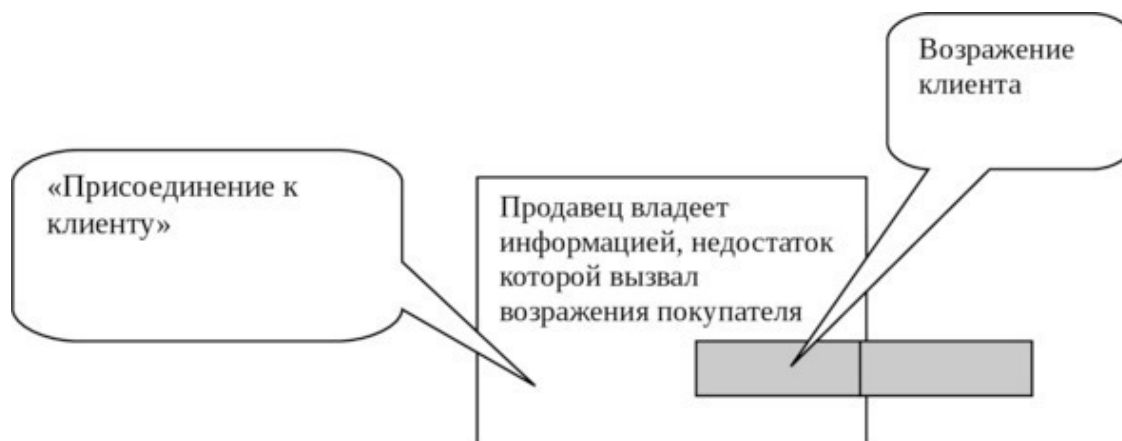 Возражение
клиента
«Присоединение к
клиенту»
Продавец владеет
информацией, недостаток
которой вызвал
возражения покупателя